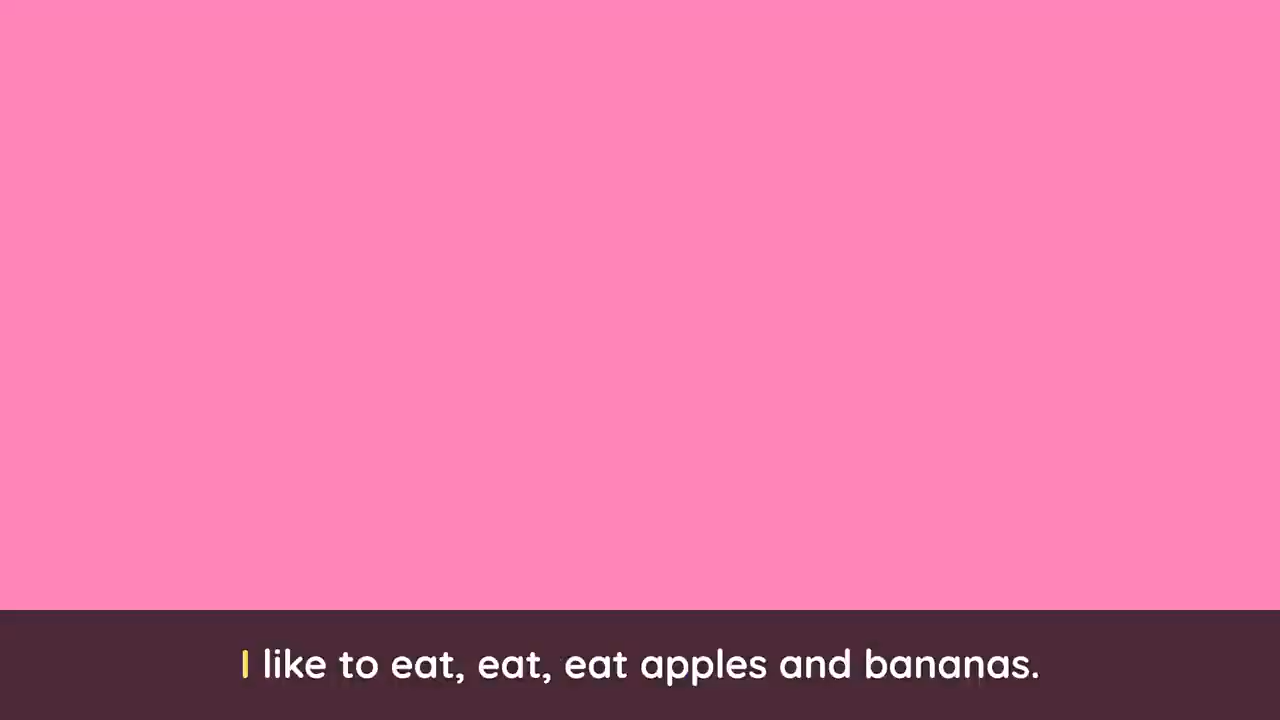 I like to eat, eat, eat apples and bananas.